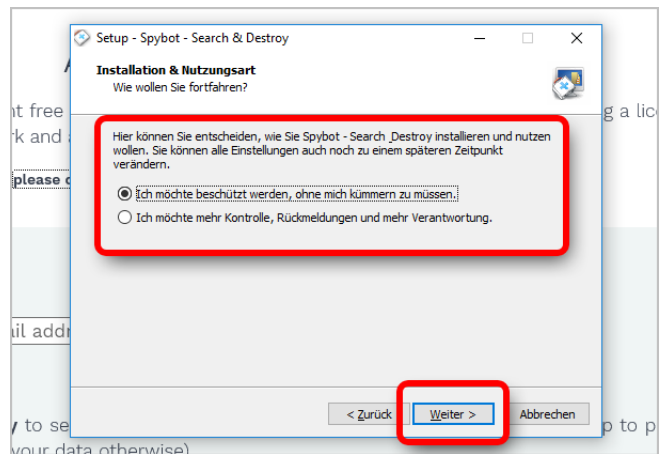 Setup - Spybot - Search & Destroy
Installation & Nutzungsart
Wie wollen Sie fortfahren?
nt free
g a lic
rk and
Hier können Sie entscheiden, wie Sie Spybot - Search _Destroy installieren und nutzen
wollen. Sie können alle Einstellungen auch noch zu einem späteren Zeitpunkt
verändern.
please
Ich möchte beschützt werden, ohne mich kümmern zu müssen.
Ich möchte mehr Kontrolle, Rückmeldungen und mehr Verantwortung.
ail addr
< Zurück
Weiter >
Abbrechen
y to se
p to p
your data otherwise)